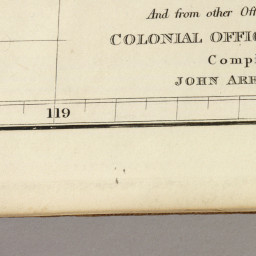 And from other Off
COLONIAL OFFIC
Compi
JOHN ARR
119